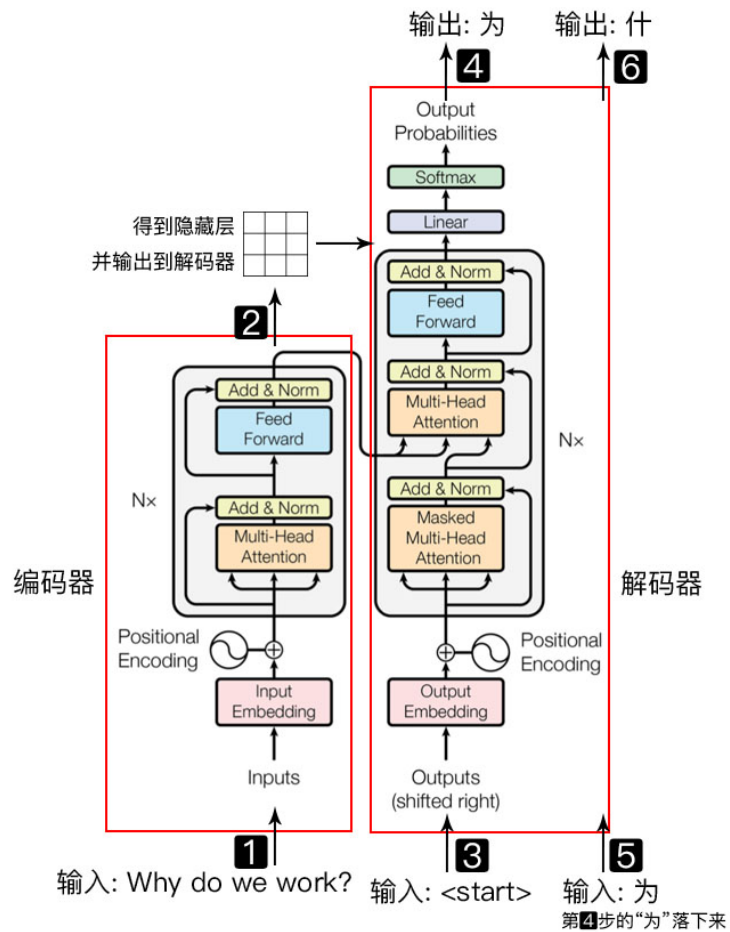 输出: 为
输出: 什
4
6
Output
Probabilities
Softmax
Linear
得到隐藏层
并输出到解码器
2
Add & Norm
Feed
Forward
Add & Norm
Multi-Head
Attention
Add & Norm
Masked
Multi-Head
Attention
N×
Add & Norm
Feed
Forward
N×
Add & Norm
Multi-Head
Attention
编码器
解码器
Positional
Encoding
Positional
Encoding
Input
Embedding
Output
Embedding
Inputs
Outputs
(shifted right)
1
3
5
输入: Why do we work?
输入: <start>
输入: 为
第4步的“为”落下来